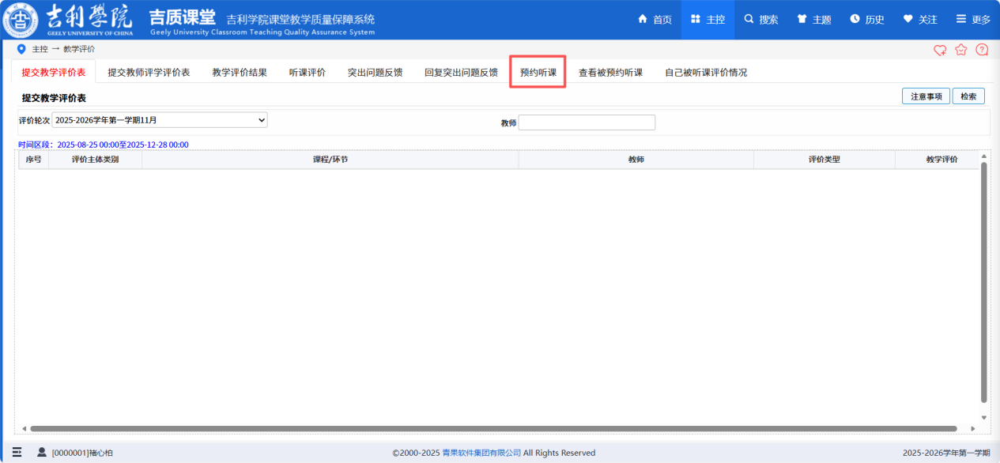 吉利學院
GEELY UNIVERSITY OF CHINA
吉质课堂 吉利学院课堂教学质量保障系统
Geely University Classroom Teaching Quality Assurance System
首页 主控 搜索 主题 历史 关注 更多
主控 → 教学评价
提交教学评价表 提交教师评学评价表 教学评价结果 听课评价 突出问题反馈 回复突出问题反馈 预约听课 查看被预约听课 自己被听课评价情况
提交教学评价表 注意事项 检索
评价轮次 2025-2026学年第一学期11月 教师
时间区段：2025-08-25 00:00至2025-12-28 00:00
序号 评价主体类别 课程/环节 教师 评价类型 教学评价
[0000001]褚心柏 ©2000-2025 青果软件集团有限公司 All Rights Reserved 2025-2026学年第一学期